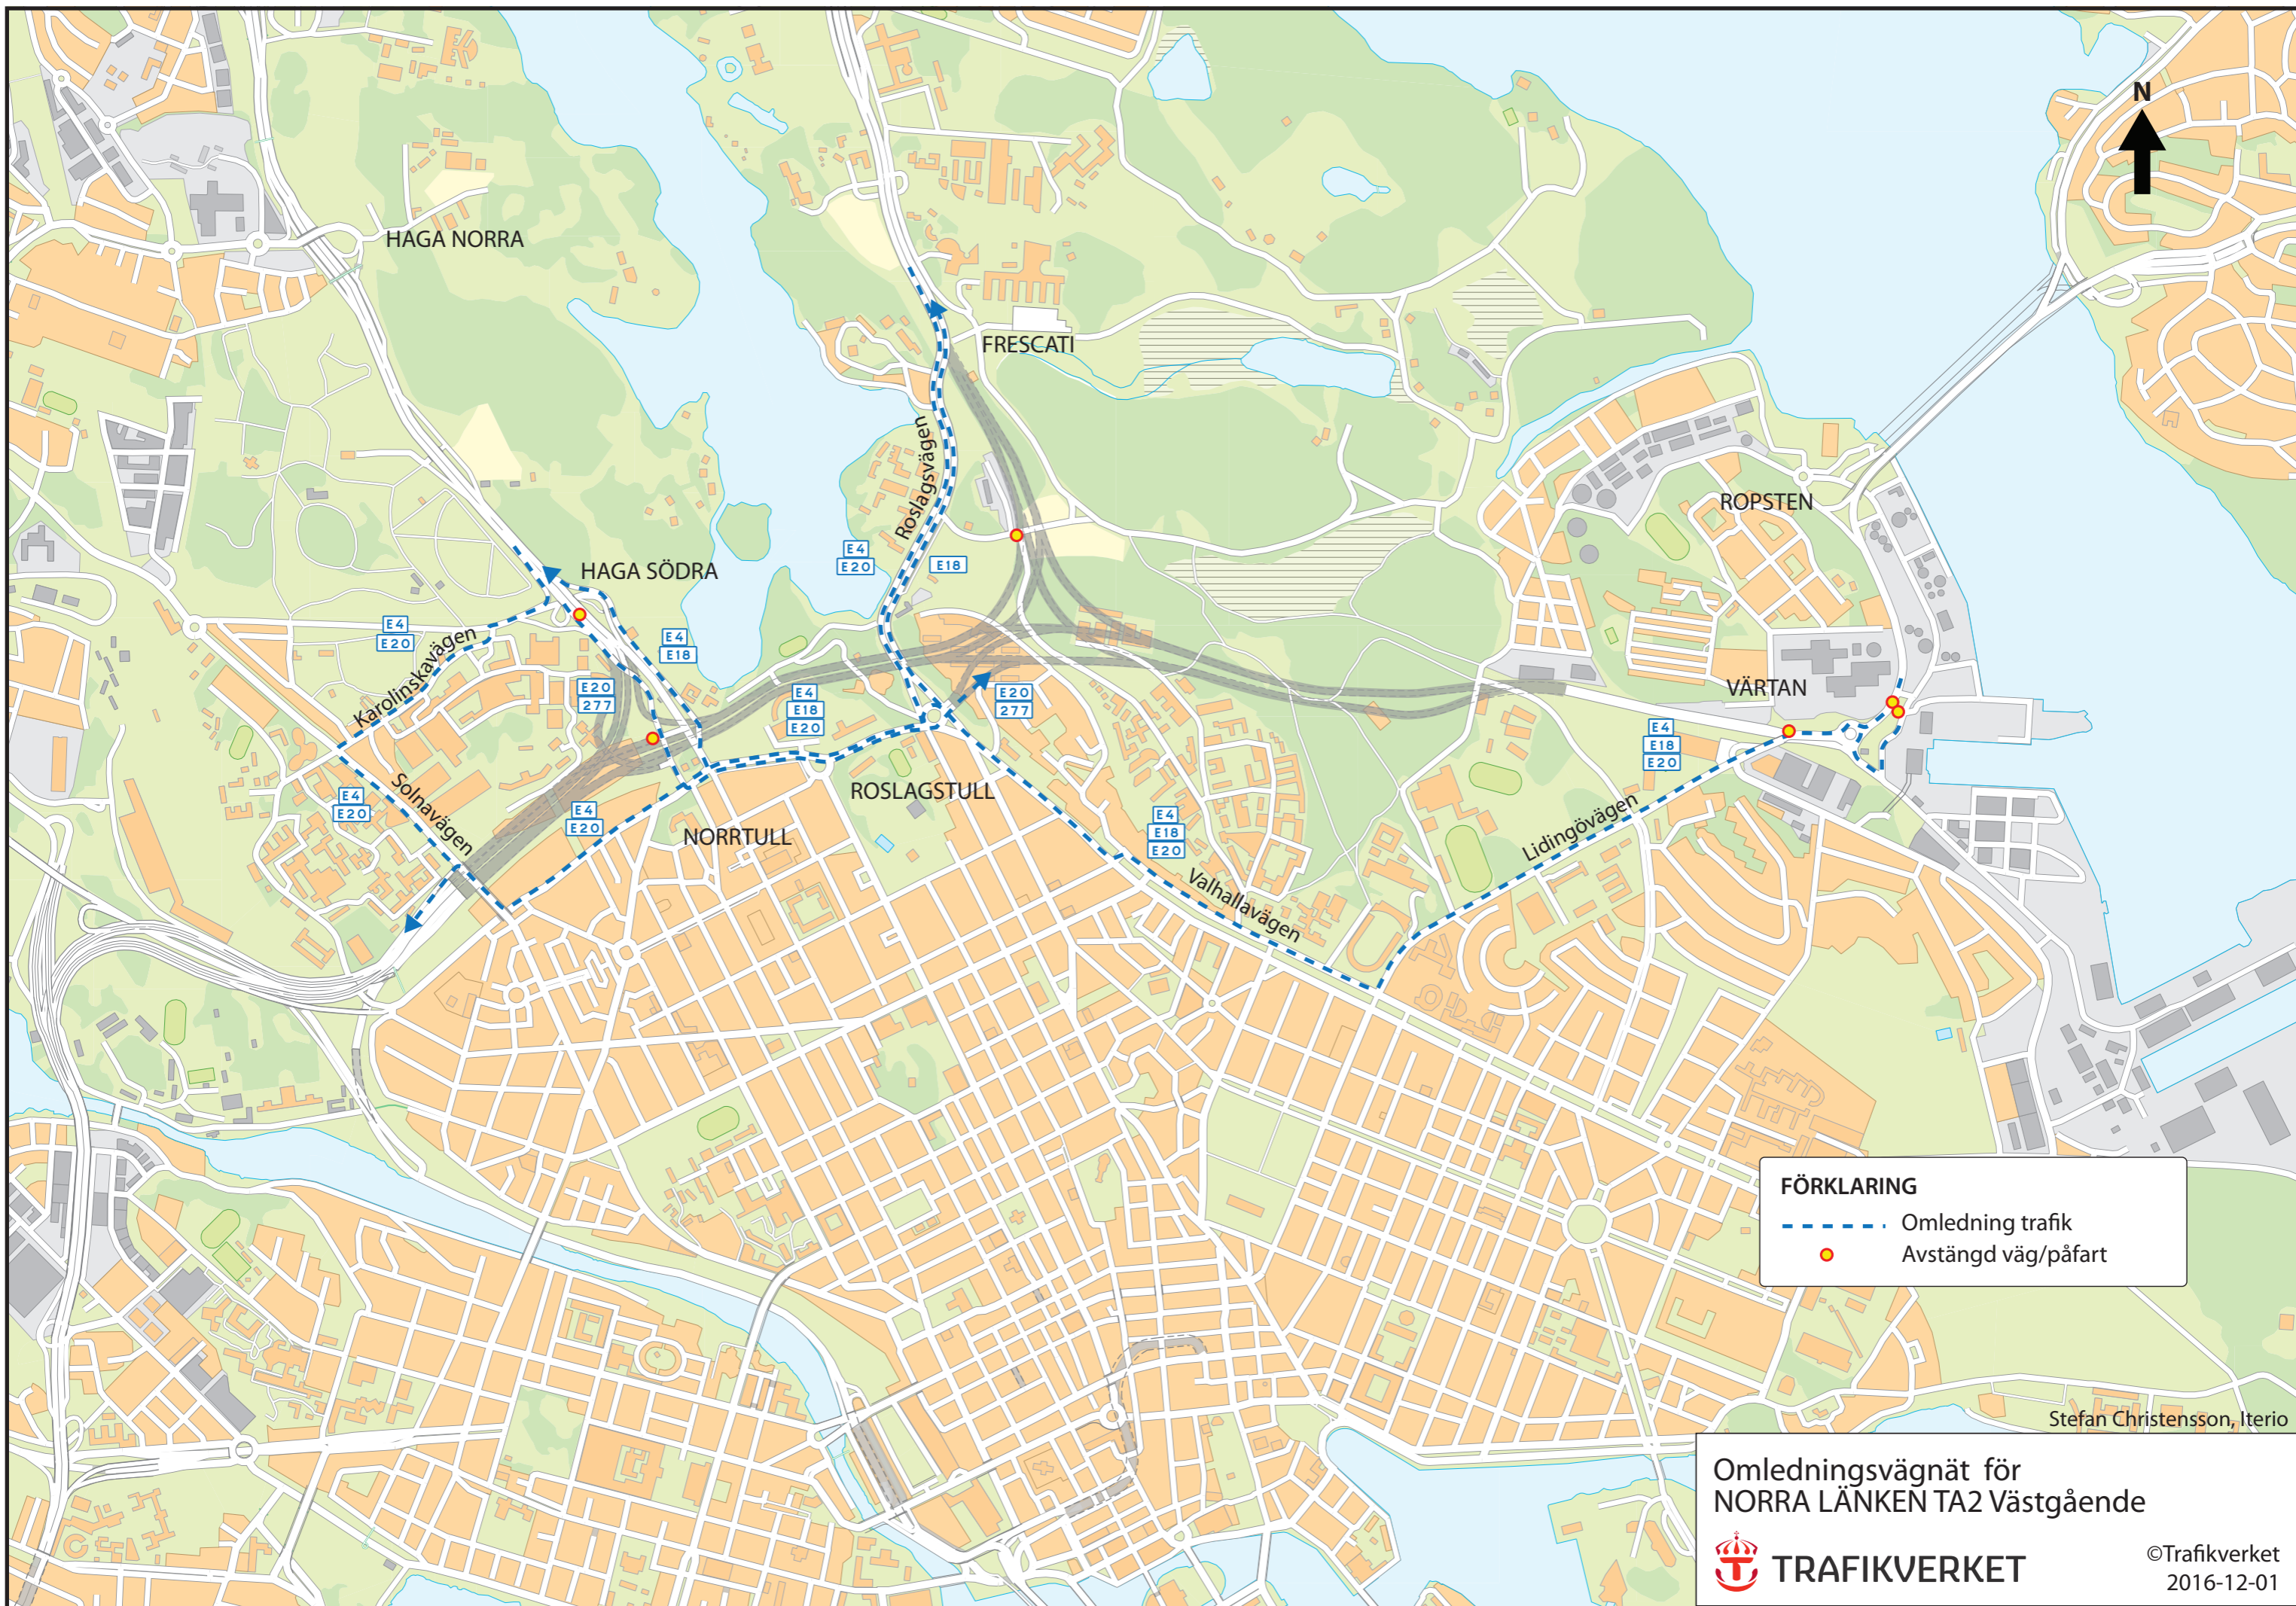 N
HAGA NORRA
FRESCATI
Roslagsvägen
ROPSTEN
E4
E20
E18
HAGA SÖDRA
E4
E20
Karolinskavägen
E4
E18
E20
277
E4
E18
E20
E20
277
VÄRTAN
E4
E18
E20
Solnavägen
E4
E20
E4
E20
ROSLAGSTULL
NORRTULL
E4
E18
E20
Lidingövägen
Valhallavägen
FÖRKLARING
Omledning trafik
Avstängd väg/påfart
Stefan Christensson, Iterio
Omledningsvägnät för
NORRA LÄNKEN TA2 Västgående
TRAFIKVERKET
©Trafikverket
2016-12-01